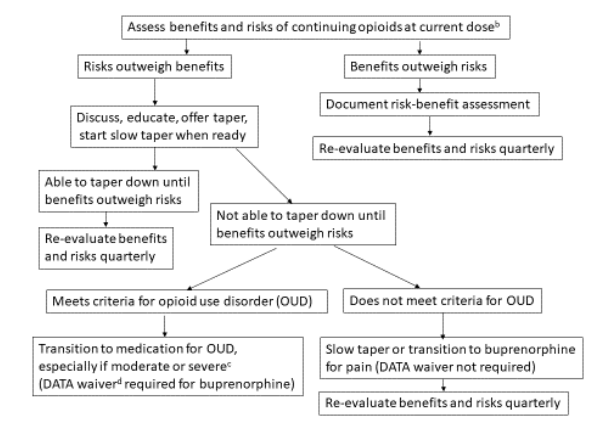 Assess benefits and risks of continuing opioids at current doseᵇ
Risks outweigh benefits
Benefits outweigh risks
Discuss, educate, offer taper,
start slow taper when ready
Document risk-benefit assessment
Re-evaluate benefits and risks quarterly
Able to taper down until
benefits outweigh risks
Not able to taper down until
benefits outweigh risks
Re-evaluate benefits
and risks quarterly
Meets criteria for opioid use disorder (OUD)
Does not meet criteria for OUD
Transition to medication for OUD,
especially if moderate or severeᶜ
(DATA waiverᵈ required for buprenorphine)
Slow taper or transition to buprenorphine
for pain (DATA waiver not required)
Re-evaluate benefits and risks quarterly